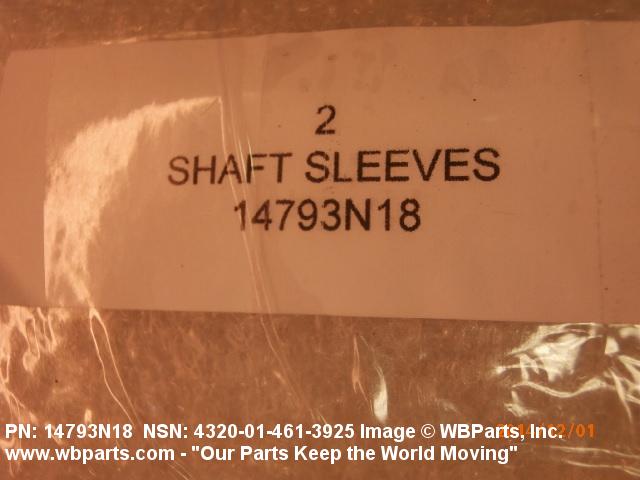 2
SHAFT SLEEVES
14793N18
PN: 14793N18 NSN: 4320-01-461-3925 Image © WBParts, Inc.
www.wbparts.com - "Our Parts Keep the World Moving"